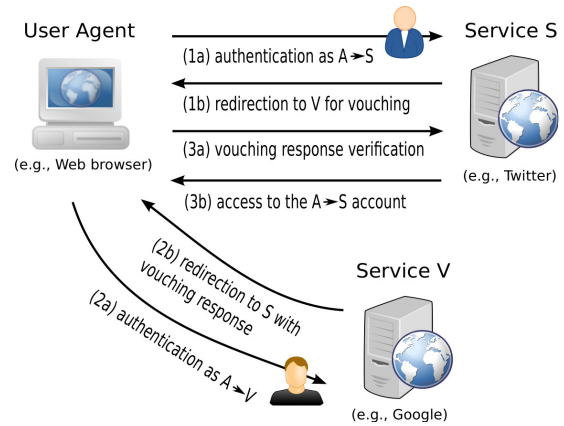 User Agent
Service S
(1a) authentication as A➛S
(1b) redirection to V for vouching
(e.g., Web browser)
(3a) vouching response verification
(e.g., Twitter)
(3b) access to the A➛S account
(2b) redirection to S with
vouching response
(2a) authentication as A➛V
Service V
(e.g., Google)